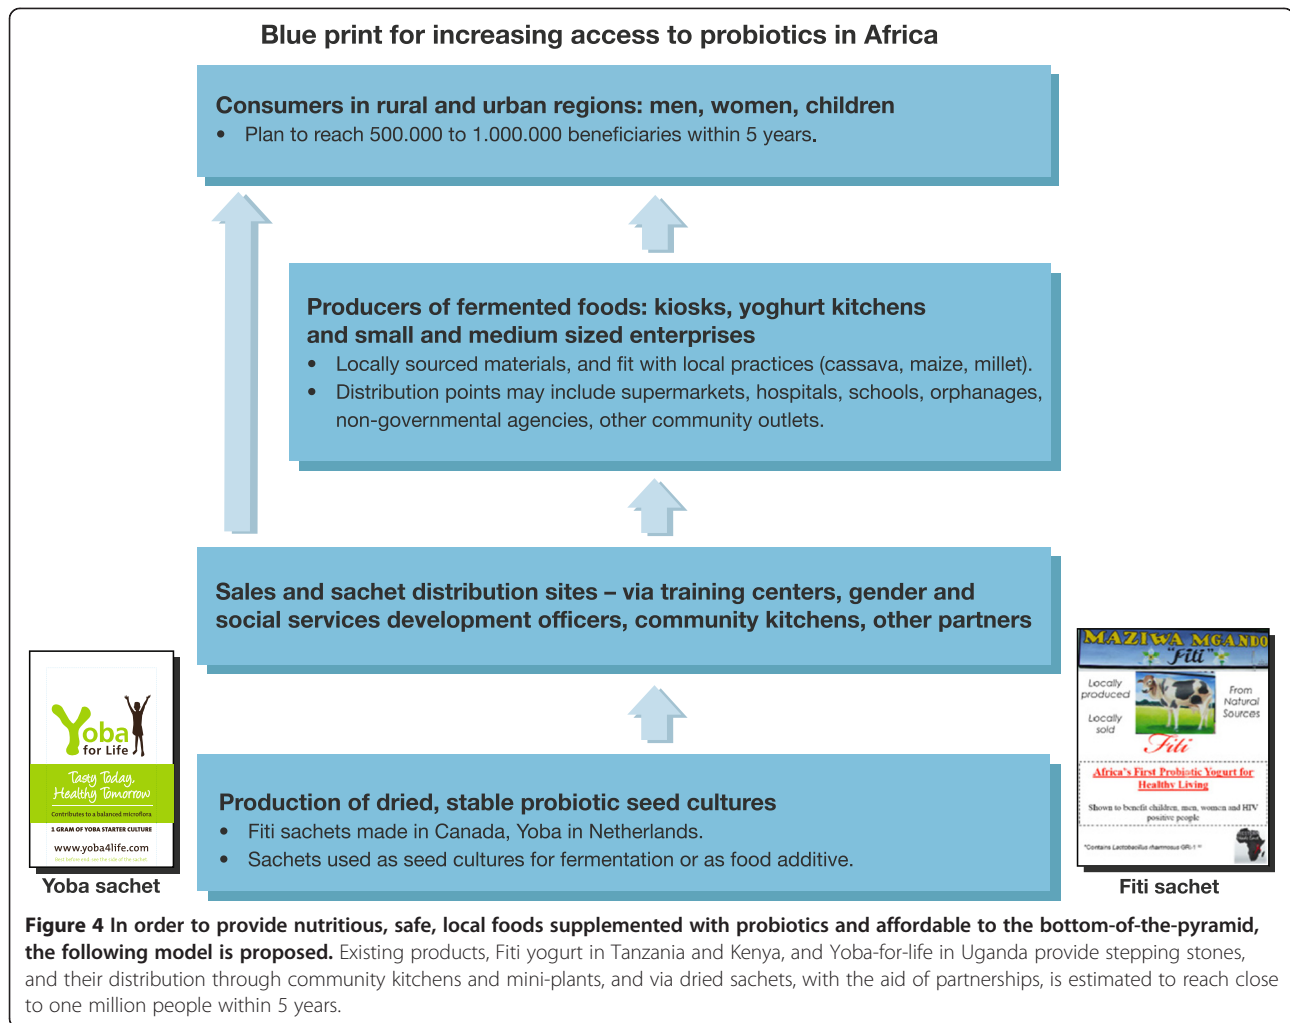 Blue print for increasing access to probiotics in Africa
Consumers in rural and urban regions: men, women, children
• Plan to reach 500.000 to 1.000.000 beneficiaries within 5 years.
Producers of fermented foods: kiosks, yoghurt kitchens
and small and medium sized enterprises
• Locally sourced materials, and fit with local practices (cassava, maize, millet).
• Distribution points may include supermarkets, hospitals, schools, orphanages,
non-governmental agencies, other community outlets.
Sales and sachet distribution sites – via training centers, gender and
social services development officers, community kitchens, other partners
Production of dried, stable probiotic seed cultures
• Fiti sachets made in Canada, Yoba in Netherlands.
• Sachets used as seed cultures for fermentation or as food additive.
Yoba
for Life
Tasty Today,
Healthy Tomorrow
Contributes to a balanced microflora
1 GRAM OF YOBA STARTER CULTURE
www.yoba4life.com
Yoba sachet
MAZIWA MGANDO
"Fiti"
Locally
produced
Locally
sold
From
Natural
Sources
Fiti
Africa's First Probiotic Yogurt for
Healthy Living
Shown to benefit children, men, women and HIV
positive people
*Contains Lactobacillus rhamnosus GR-1
Fiti sachet
Figure 4 In order to provide nutritious, safe, local foods supplemented with probiotics and affordable to the bottom-of-the-pyramid,
the following model is proposed. Existing products, Fiti yogurt in Tanzania and Kenya, and Yoba-for-life in Uganda provide stepping stones,
and their distribution through community kitchens and mini-plants, and via dried sachets, with the aid of partnerships, is estimated to reach close
to one million people within 5 years.